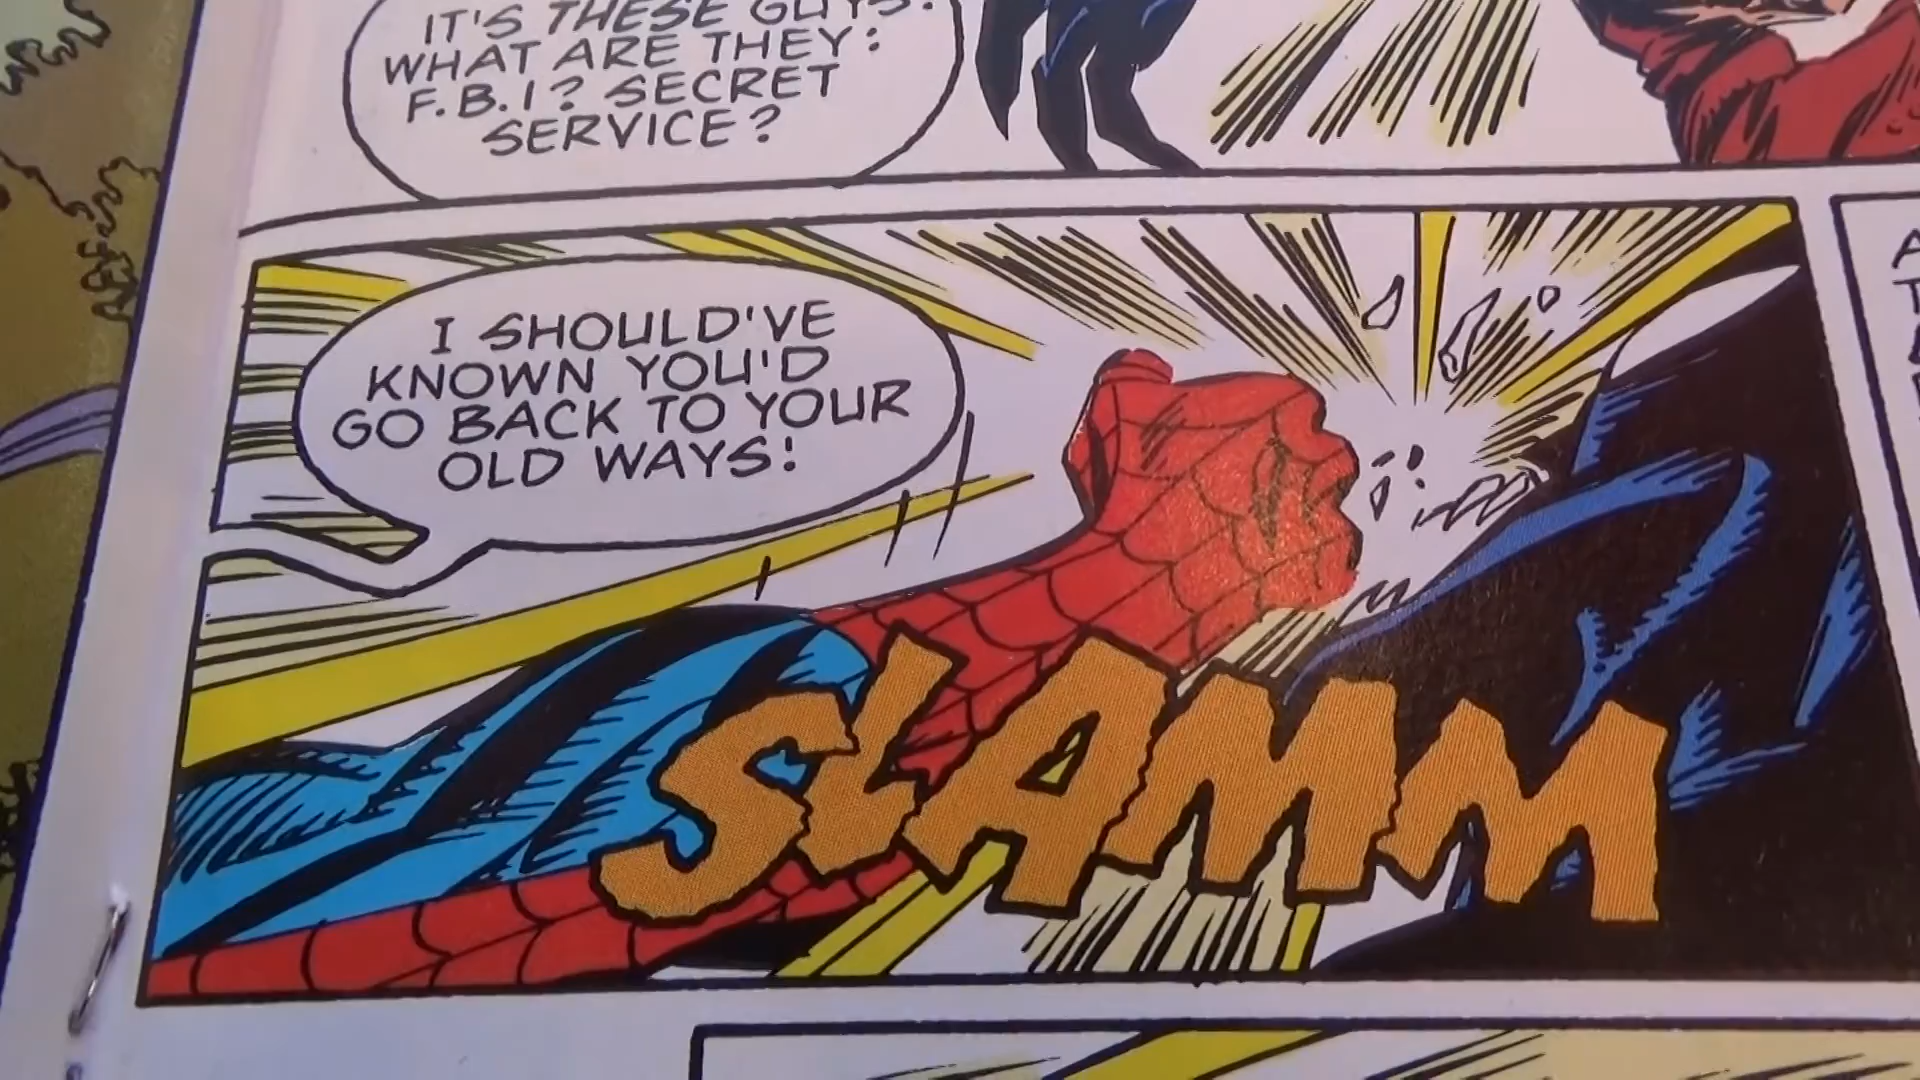 IT'S THESE GUYS.
WHAT ARE THEY:
F.B.I? SECRET
SERVICE?
I SHOULD'VE
KNOWN YOU'D
GO BACK TO YOUR
OLD WAYS!
SLAMM